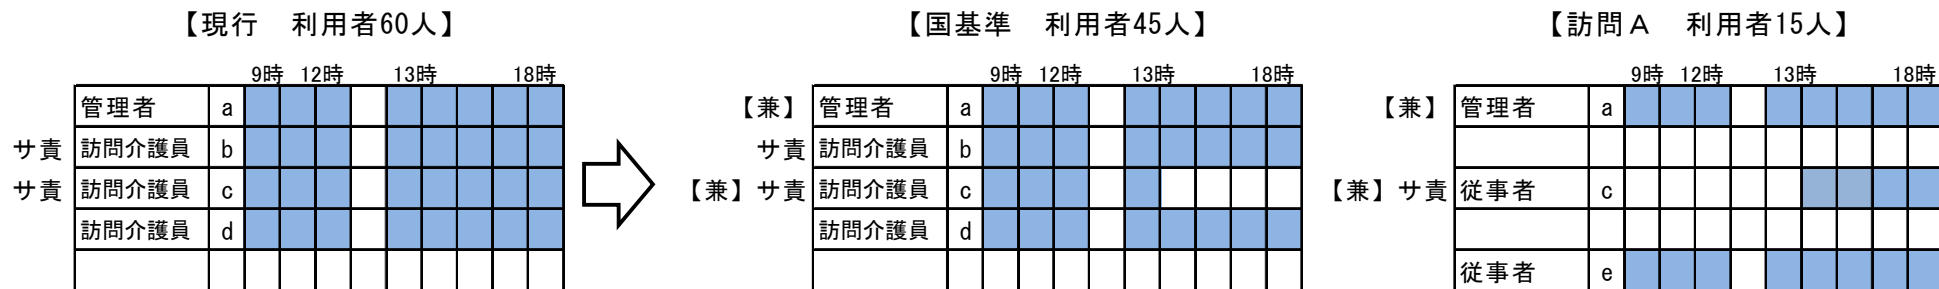 【現行　利用者60人】
9時 12時 13時 18時
管理者 a
サ責 訪問介護員 b
サ責 訪問介護員 c
訪問介護員 d
【国基準　利用者45人】
9時 12時 13時 18時
【兼】 管理者 a
サ責 訪問介護員 b
【兼】サ責 訪問介護員 c
訪問介護員 d
【訪問Ａ　利用者15人】
9時 12時 13時 18時
【兼】 管理者 a
【兼】サ責 従事者 c
従事者 e